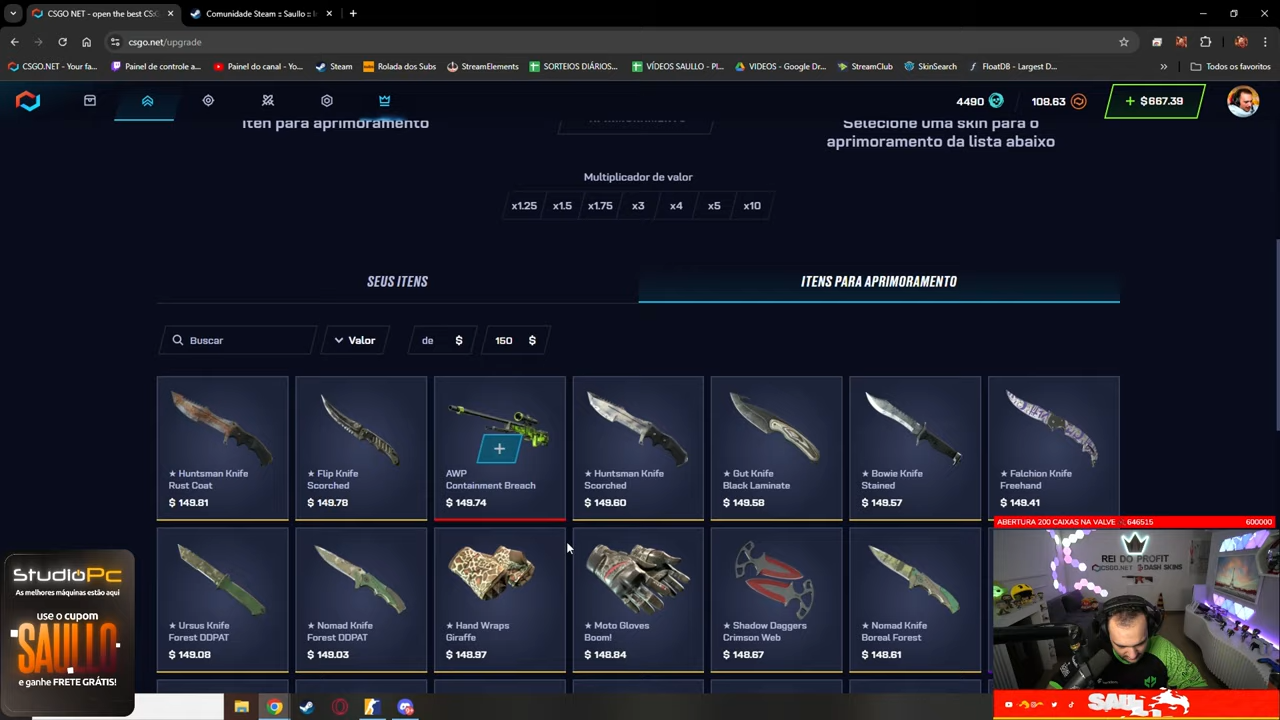 CSGO NET - open the best CS:G
Comunidade Steam :: Saullo ::
csgo.net/upgrade
CSGO.NET - Your fa...
Painel de controle a...
Painel do canal - Yo...
Steam
Rolada dos Subs
StreamElements
SORTEIOS DIÁRIOS...
VÍDEOS SAULLO - Pl...
VIDEOS - Google Dr...
StreamClub
SkinSearch
FloatDB - Largest D...
Todos os favoritos
4490
108.63
+ $667.39
iten para aprimoramento
Selecione uma skin para o
aprimoramento da lista abaixo
Multiplicador de valor
x1.25 x1.5 x1.75 x3 x4 x5 x10
SEUS ITENS
ITENS PARA APRIMORAMENTO
Buscar
Valor
de $
150 $
★ Huntsman Knife
Rust Coat
$ 149.81
★ Flip Knife
Scorched
$ 149.78
AWP
Containment Breach
$ 149.74
★ Huntsman Knife
Scorched
$ 149.60
★ Gut Knife
Black Laminate
$ 149.58
★ Bowie Knife
Stained
$ 149.57
★ Falchion Knife
Freehand
$ 149.41
★ Ursus Knife
Forest DDPAT
$ 149.08
★ Nomad Knife
Forest DDPAT
$ 149.03
★ Hand Wraps
Giraffe
$ 148.97
★ Moto Gloves
Boom!
$ 148.84
★ Shadow Daggers
Crimson Web
$ 148.67
★ Nomad Knife
Boreal Forest
$ 148.61
ABERTURA 200 CAIXAS NA VALVE
646515
600000
REI DO PROFIT
CSGO.NET DASH SKINS
STUDIOPC
As melhores máquinas estão aqui
use o cupom
SAULLO
e ganhe FRETE GRÁTIS!